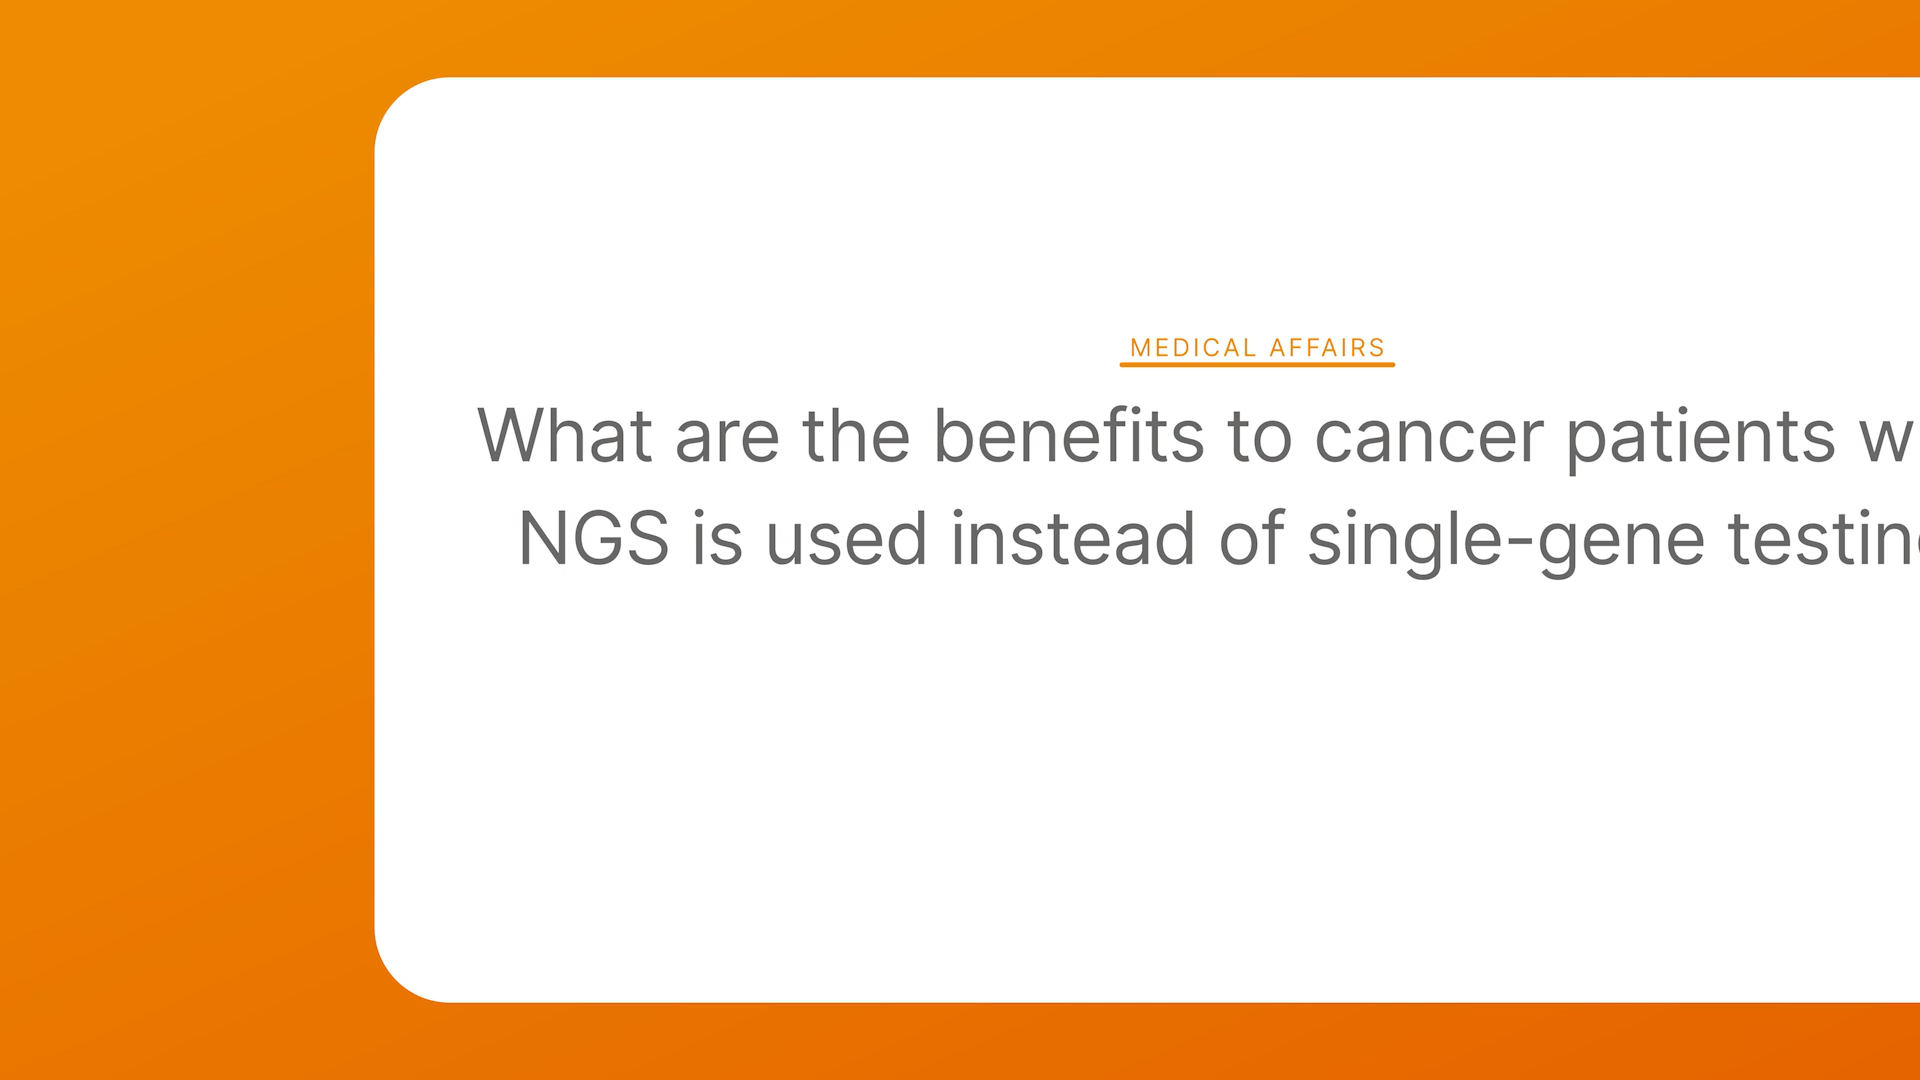 MEDICAL AFFAIRS
What are the benefits to cancer patients
NGS is used instead of single-gene